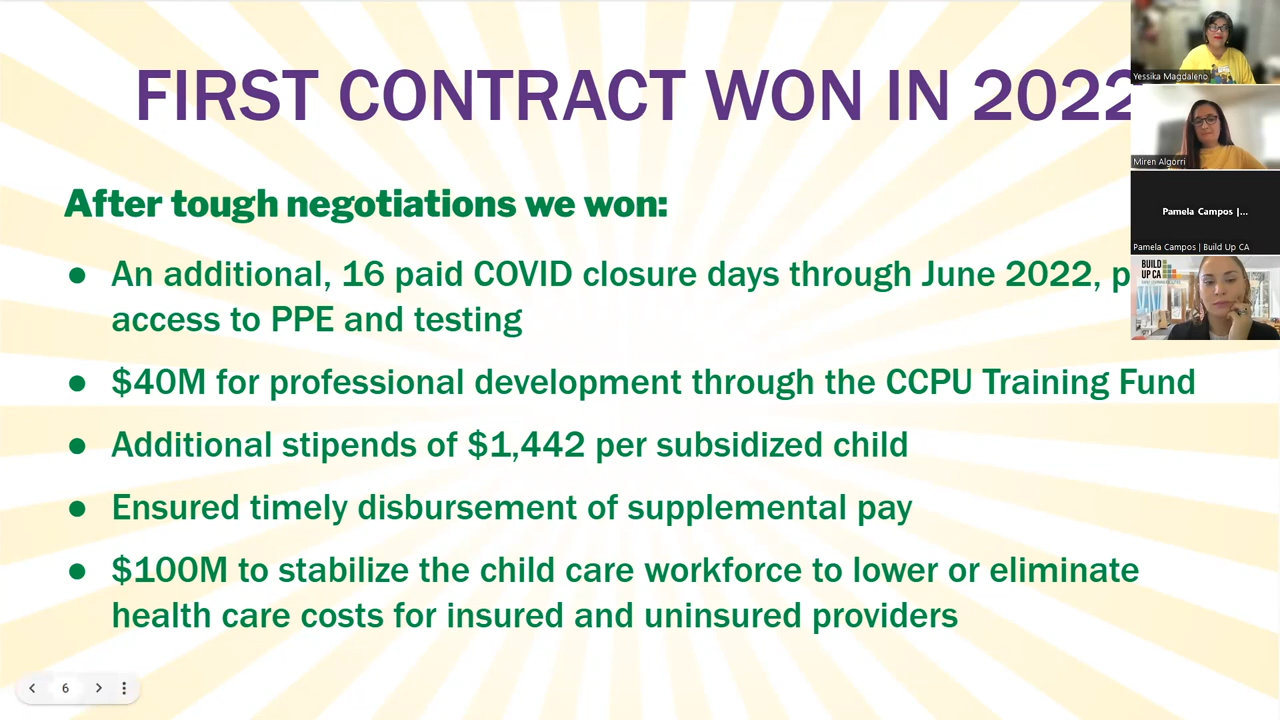 FIRST CONTRACT WON IN 2022
After tough negotiations we won:
● An additional, 16 paid COVID closure days through June 2022, p
access to PPE and testing
● $40M for professional development through the CCPU Training Fund
● Additional stipends of $1,442 per subsidized child
● Ensured timely disbursement of supplemental pay
● $100M to stabilize the child care workforce to lower or eliminate
health care costs for insured and uninsured providers
6
Yessika Magdaleno
Miren Algorri
Pamela Campos |...
Pamela Campos | Build Up CA
BUILD
UP CA